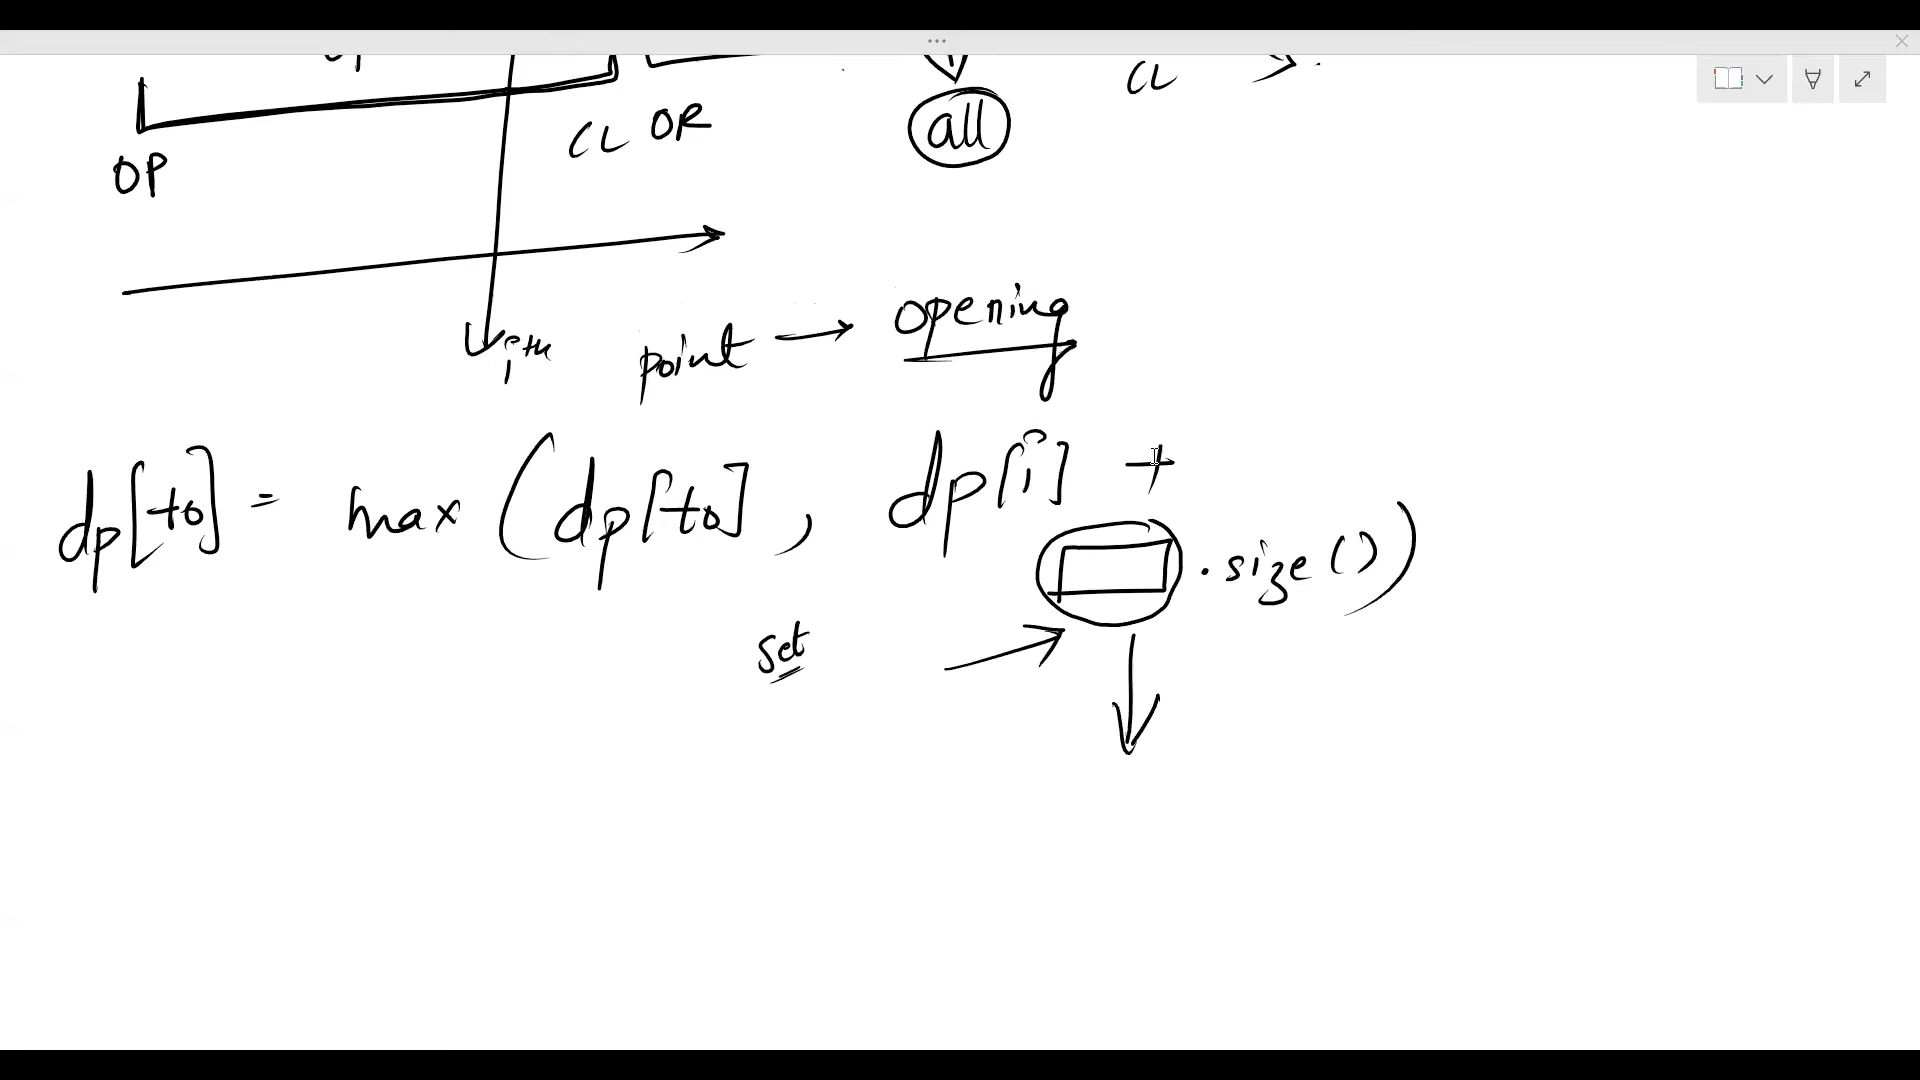 CL
all
CL OR
OP
ith point → opening
dp[to] = max (dp[to], dp[i] +
.size())
set